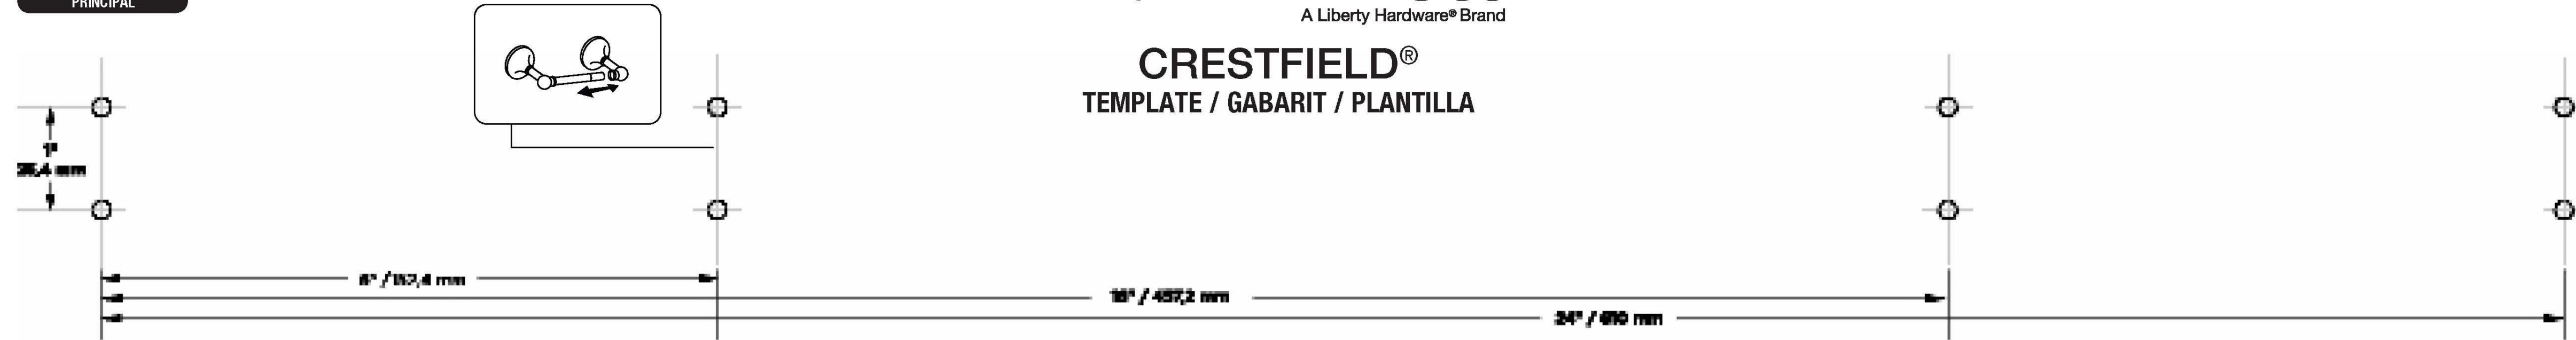 PRINCIPAL
A Liberty Hardware® Brand
CRESTFIELD®
TEMPLATE / GABARIT / PLANTILLA
1"
25,4 mm
6" / 152,4 mm
18" / 457,2 mm
24" / 610 mm